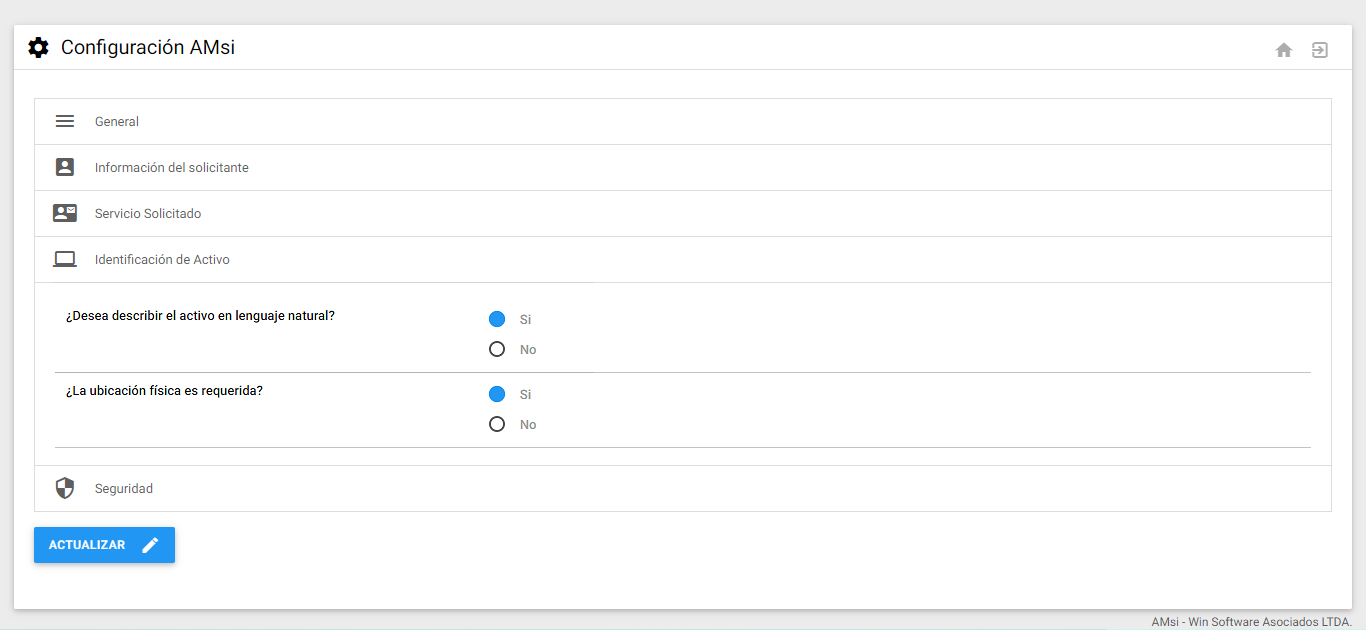 Configuración AMsi
General
Información del solicitante
Servicio Solicitado
Identificación de Activo
¿Desea describir el activo en lenguaje natural?
Si
No
¿La ubicación física es requerida?
Si
No
Seguridad
ACTUALIZAR
AMsi - Win Software Asociados LTDA.